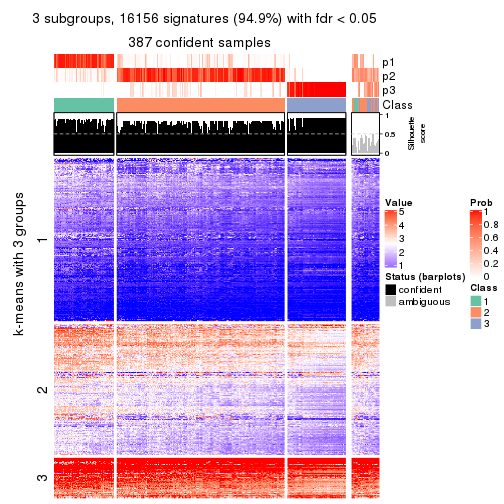 3 subgroups, 16156 signatures (94.9%) with fdr < 0.05
387 confident samples
p1
p2
p3
Class
1
0.5
0
Silhouette
score
k-means with 3 groups
1
2
3
Value
5
4
3
2
1
Status (barplots)
confident
ambiguous
Prob
1
0.8
0.6
0.4
0.2
0
Class
1
2
3